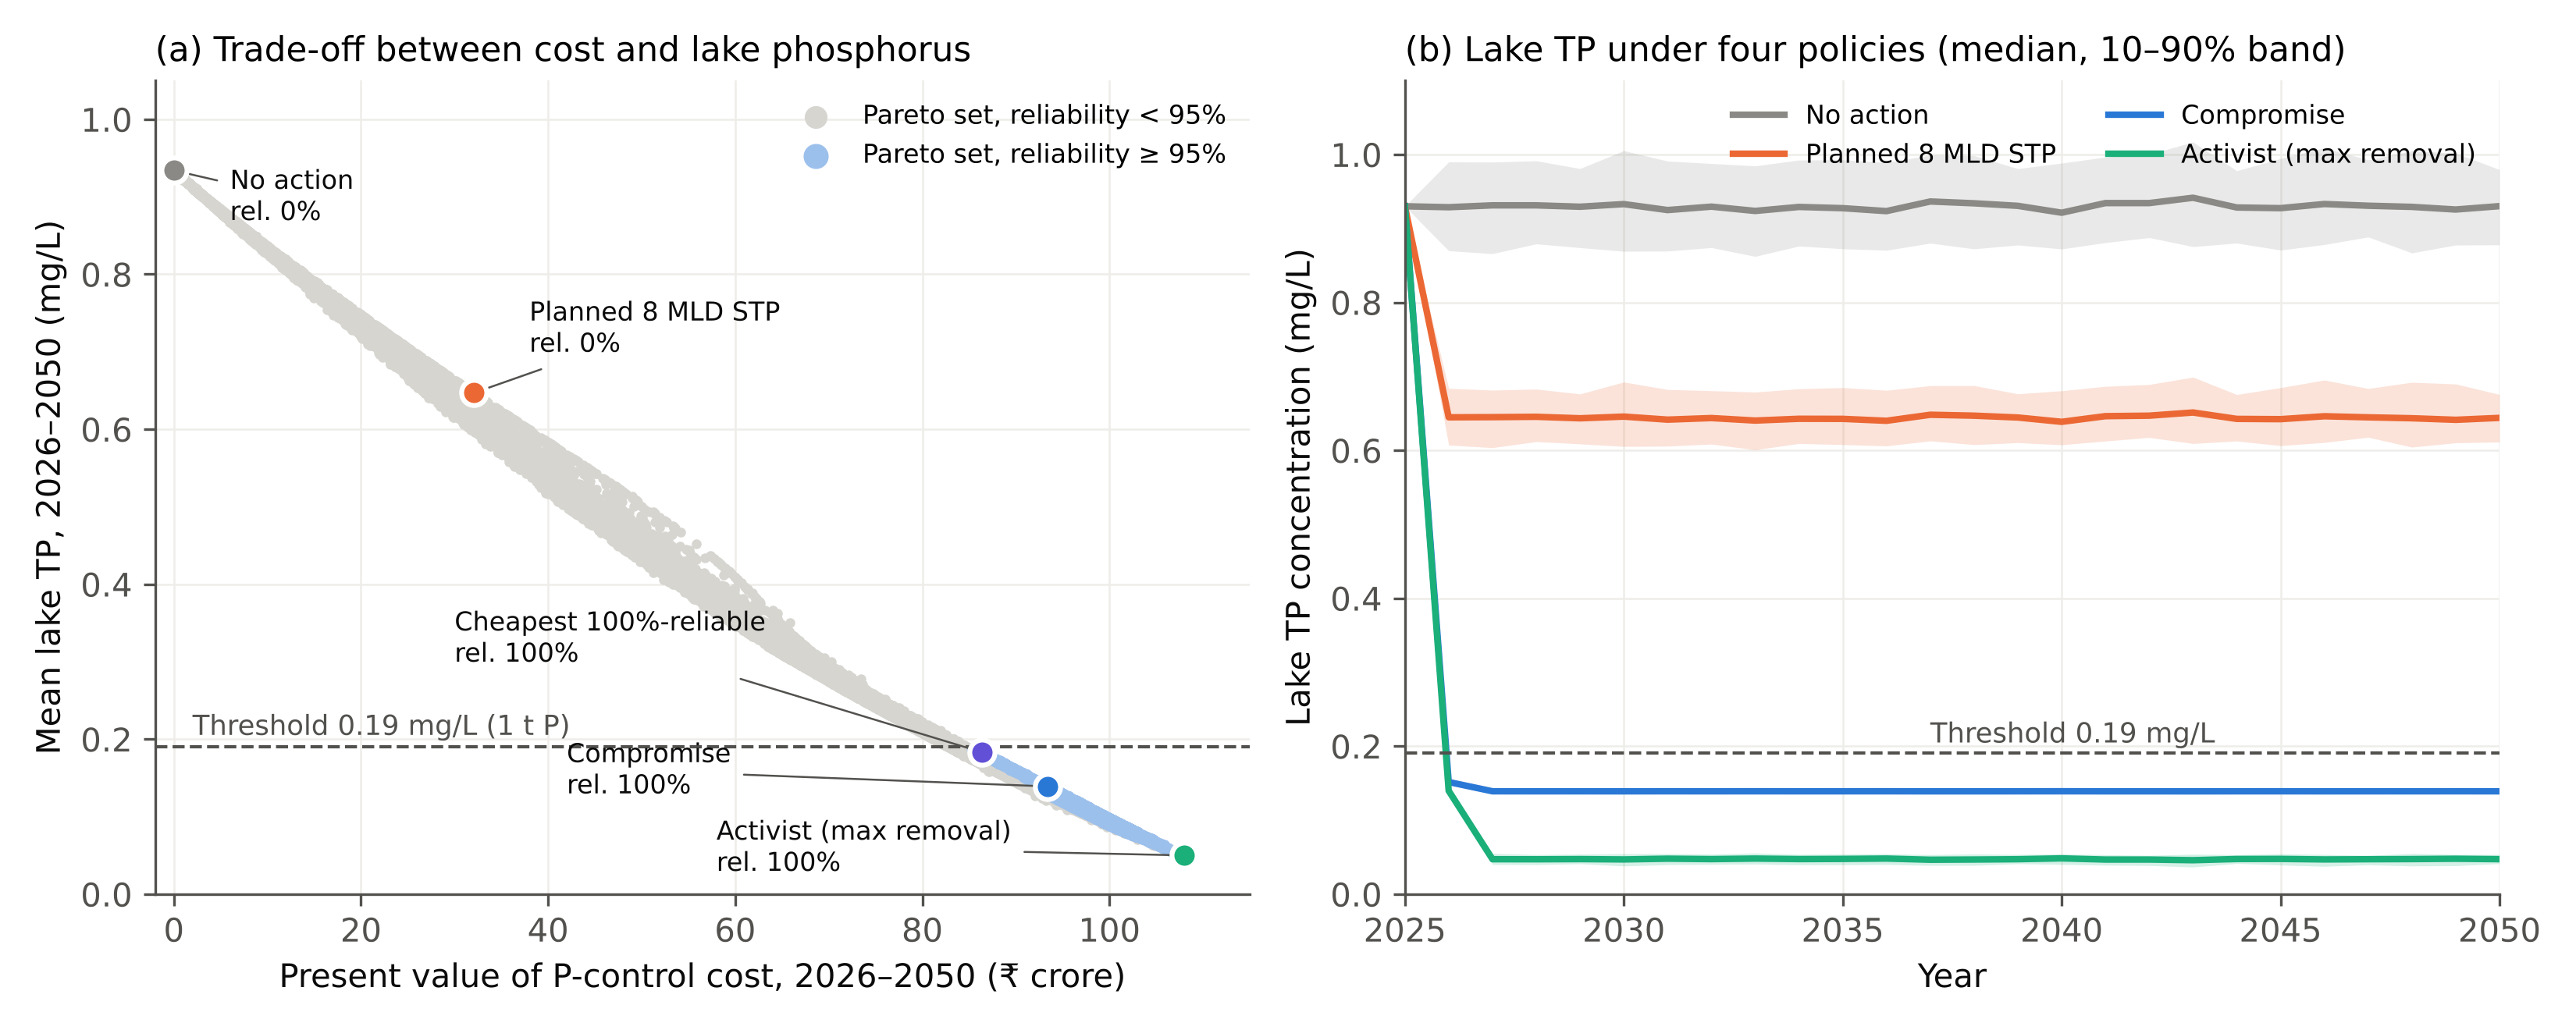 (a) Trade-off between cost and lake phosphorus
Mean lake TP, 2026–2050 (mg/L)
1.0
0.8
0.6
0.4
0.2
0.0
Pareto set, reliability < 95%
Pareto set, reliability ≥ 95%
No action
rel. 0%
Planned 8 MLD STP
rel. 0%
Cheapest 100%-reliable
rel. 100%
Threshold 0.19 mg/L (1 t P)
Compromise
rel. 100%
Activist (max removal)
rel. 100%
0 20 40 60 80 100
Present value of P-control cost, 2026–2050 (₹ crore)
(b) Lake TP under four policies (median, 10–90% band)
Lake TP concentration (mg/L)
1.0
0.8
0.6
0.4
0.2
0.0
No action
Planned 8 MLD STP
Compromise
Activist (max removal)
Threshold 0.19 mg/L
2025 2030 2035 2040 2045 2050
Year